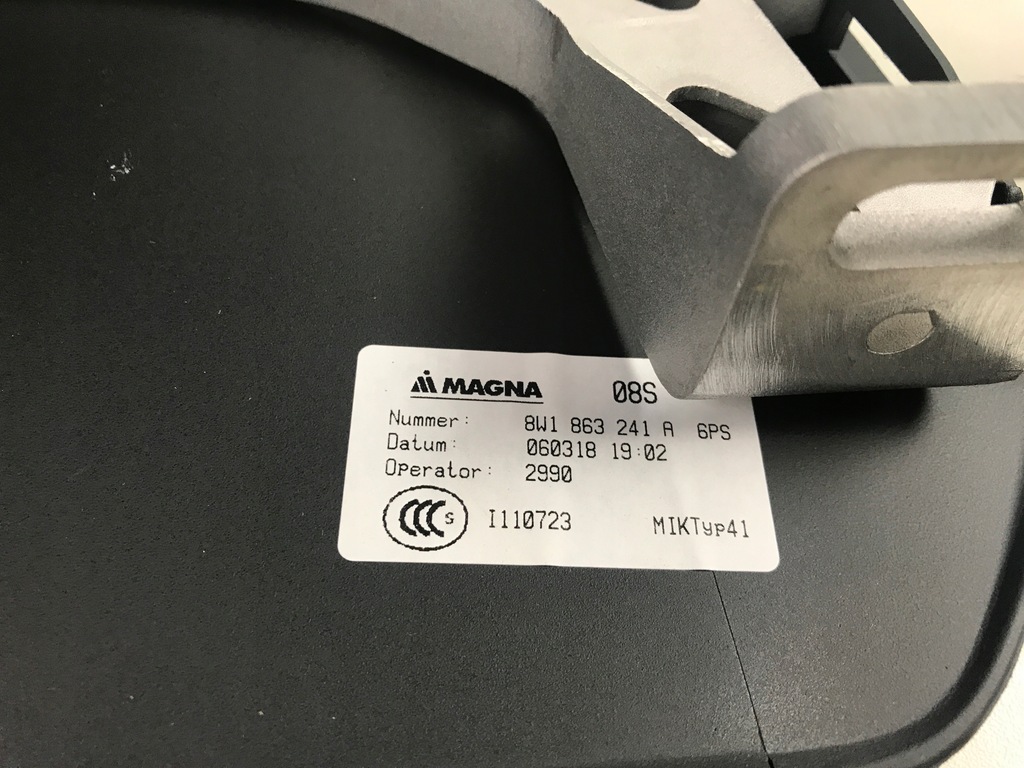 MAGNA 08S
Nummer: 8W1 863 241 A 6PS
Datum: 060318 19:02
Operator: 2990
CCC S I110723 MIKTyp41